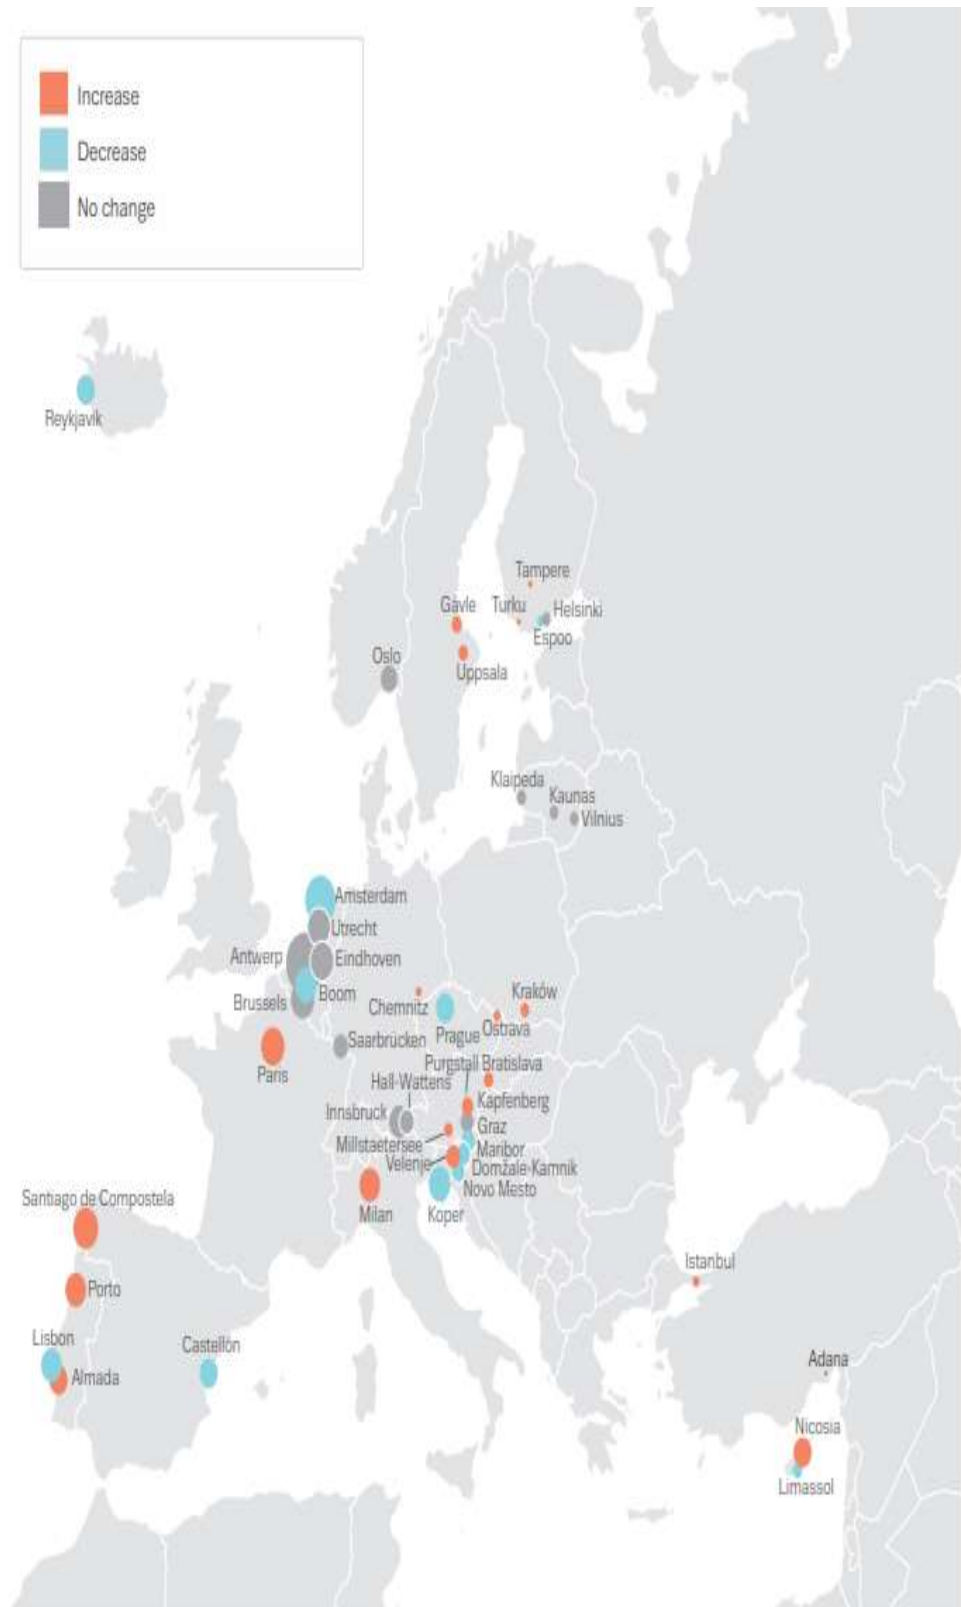 Increase
Decrease
No change
Reykjavík
Tampere
Gävle
Turku
Helsinki
Espoo
Oslo
Uppsala
Klaipeda
Kaunas
Vilnius
Amsterdam
Utrecht
Antwerp
Eindhoven
Boom
Brussels
Chemnitz
Kraków
Prague
Ostrava
Saarbrücken
Paris
Purgstall
Bratislava
Hall-Wattens
Kapfenberg
Innsbruck
Graz
Millstaetersee
Maribor
Velenje
Domžale-Kamnik
Novo Mesto
Milan
Koper
Santiago de Compostela
Porto
Istanbul
Lisbon
Castellón
Almada
Adana
Nicosia
Limassol